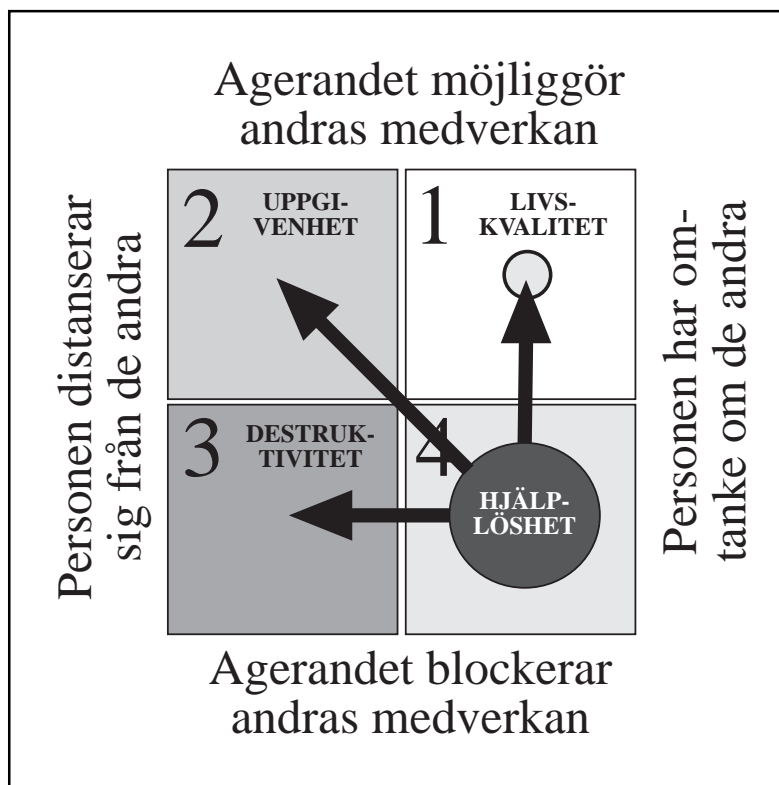 Agerandet möjliggör
andras medverkan
Personen distanserar
sig från de andra
2
UPPGI-
VENHET
1
LIVS-
KVALITET
3
DESTRUK-
TIVITET
4
HJÄLP-
LÖSHET
Personen har om-
tanke om de andra
Agerandet blockerar
andras medverkan